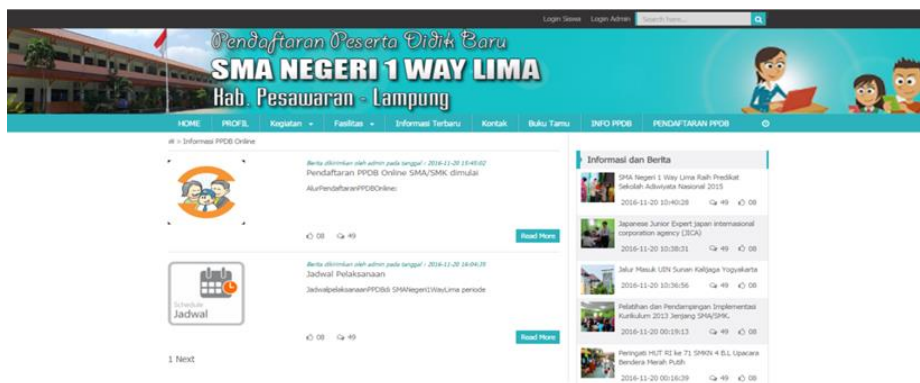 Login Siswa Login Admin Search here...
Pendaftaran Peserta Didik Baru
SMA NEGERI 1 WAY LIMA
Kab. Pesawaran - Lampung
HOME PROFIL Kegiatan Fasilitas Informasi Terbaru Kontak Buku Tamu INFO PPDB PENDAFTARAN PPDB
> Informasi PPDB Online
Berita dikirimkan oleh admin pada tanggal : 2016-11-20 15:45:02
Pendaftaran PPDB Online SMA/SMK dimulai
AlurPendaftaranPPDBOnline:
08 49 Read More
Berita dikirimkan oleh admin pada tanggal : 2016-11-20 14:04:39
Jadwal Pelaksanaan
JadwalpelaksanaanPPDBdi SMANegeri1WayLima periode
Schedule
Jadwal
08 49 Read More
1 Next
Informasi dan Berita
SMA Negeri 1 Way Lima Raih Predikat
Sekolah Adiwiyata Nasional 2015
2016-11-20 10:40:28 49 08
Japanese Junior Expert japan internasional
corporation agency (JICA)
2016-11-20 10:38:31 49 08
Jalur Masuk UIN Sunan Kalijaga Yogyakarta
2016-11-20 10:36:56 49 08
Pelatihan dan Pendampingan Implementasi
Kurikulum 2013 Jenjang SMA/SMK.
2016-11-20 00:19:13 49 08
Peringati HUT RI ke 71 SMKN 4 B.L Upacara
Bendera Merah Putih
2016-11-20 00:16:39 49 08